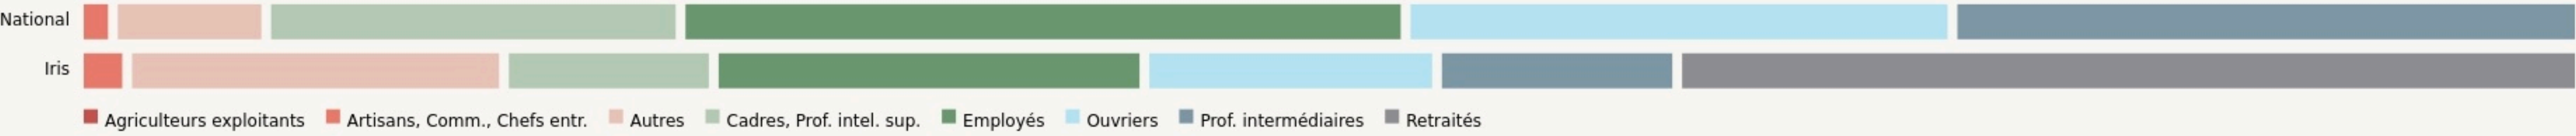 National
Iris
Agriculteurs exploitants Artisans, Comm., Chefs entr. Autres Cadres, Prof. intel. sup. Employés Ouvriers Prof. intermédiaires Retraités